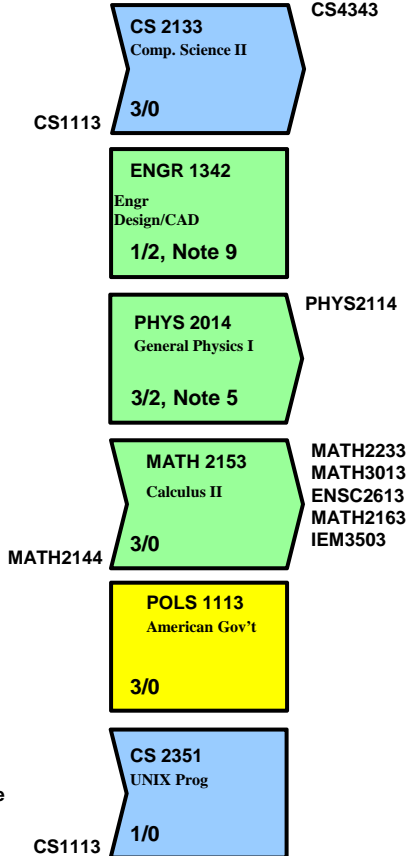 CS4343
CS 2133
Comp. Science II
3/0
CS1113
ENGR 1342
Engr
Design/CAD
1/2, Note 9
PHYS2114
PHYS 2014
General Physics I
3/2, Note 5
MATH2233
MATH3013
ENSC2613
MATH2163
IEM3503
MATH 2153
Calculus II
3/0
MATH2144
POLS 1113
American Gov't
3/0
CS 2351
UNIX Prog
e
1/0
CS1113